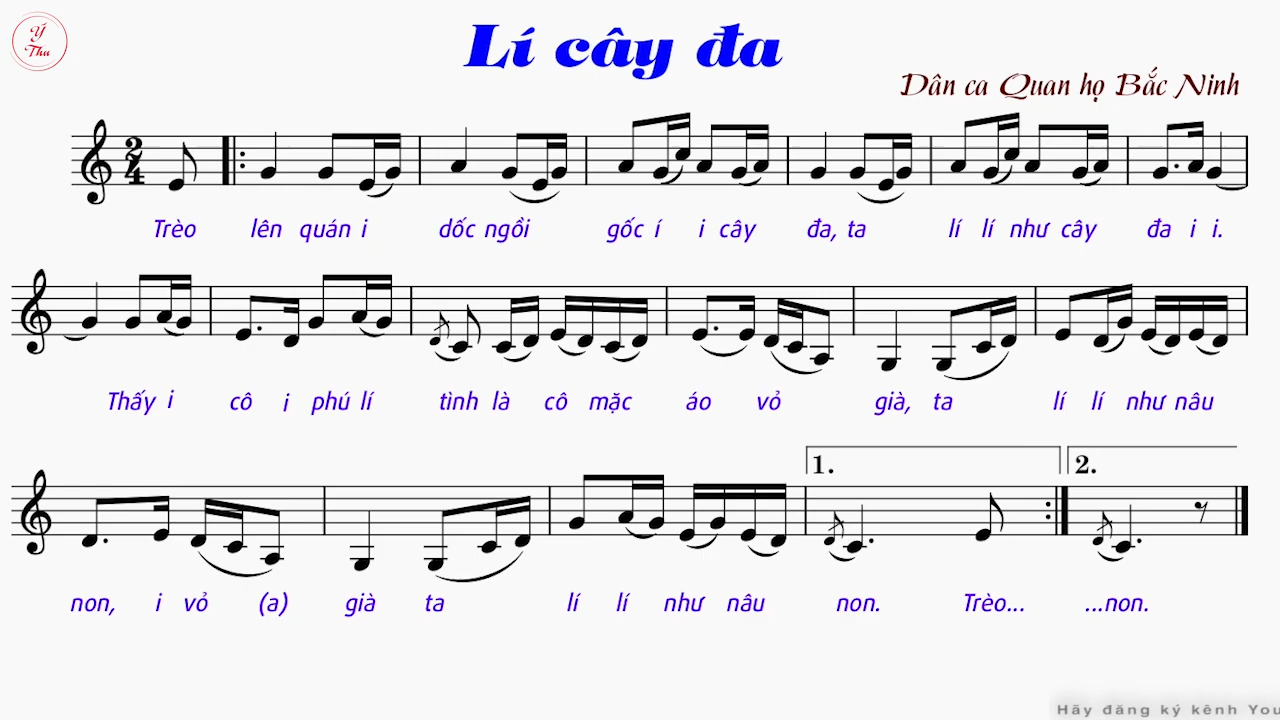 Ý
Thu
Lí cây đa
Dân ca Quan họ Bắc Ninh
2
4
Trèo lên quán i dốc ngồi gốc í i cây đa, ta lí lí như cây đa i i.
Thấy i cô i phú lí tình là cô mặc áo vỏ già, ta lí lí như nâu
1. 2.
non, i vỏ (a) già ta lí lí như nâu non. Trèo... ...non.
Hãy đăng ký kênh You